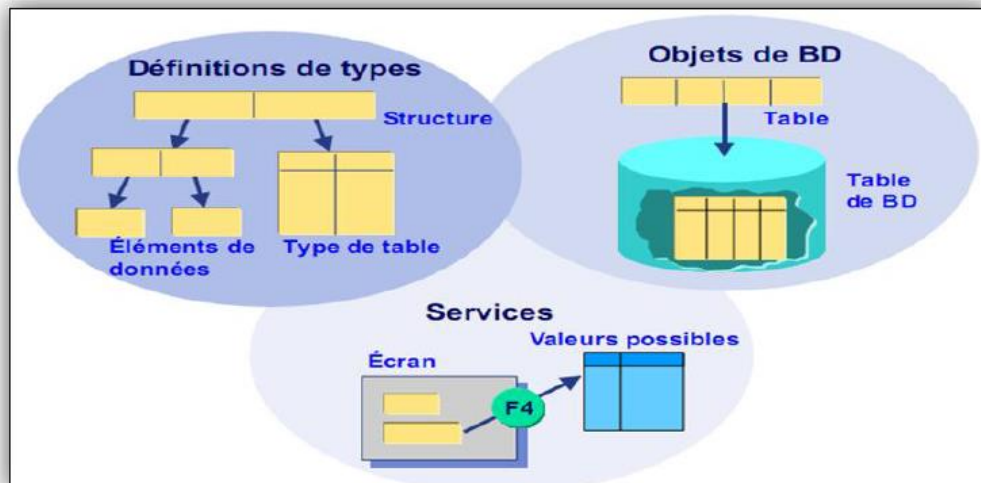 Définitions de types
Structure
Éléments de
données
Type de table
Objets de BD
Table
Table
de BD
Services
Écran
Valeurs possibles
F4